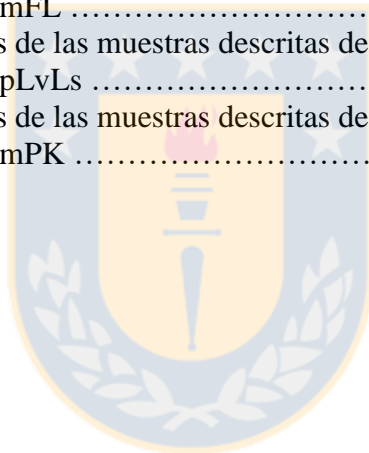 mFL ……………………………
s de las muestras descritas de
pLvLs …………………………
s de las muestras descritas de
mPK ……………………………